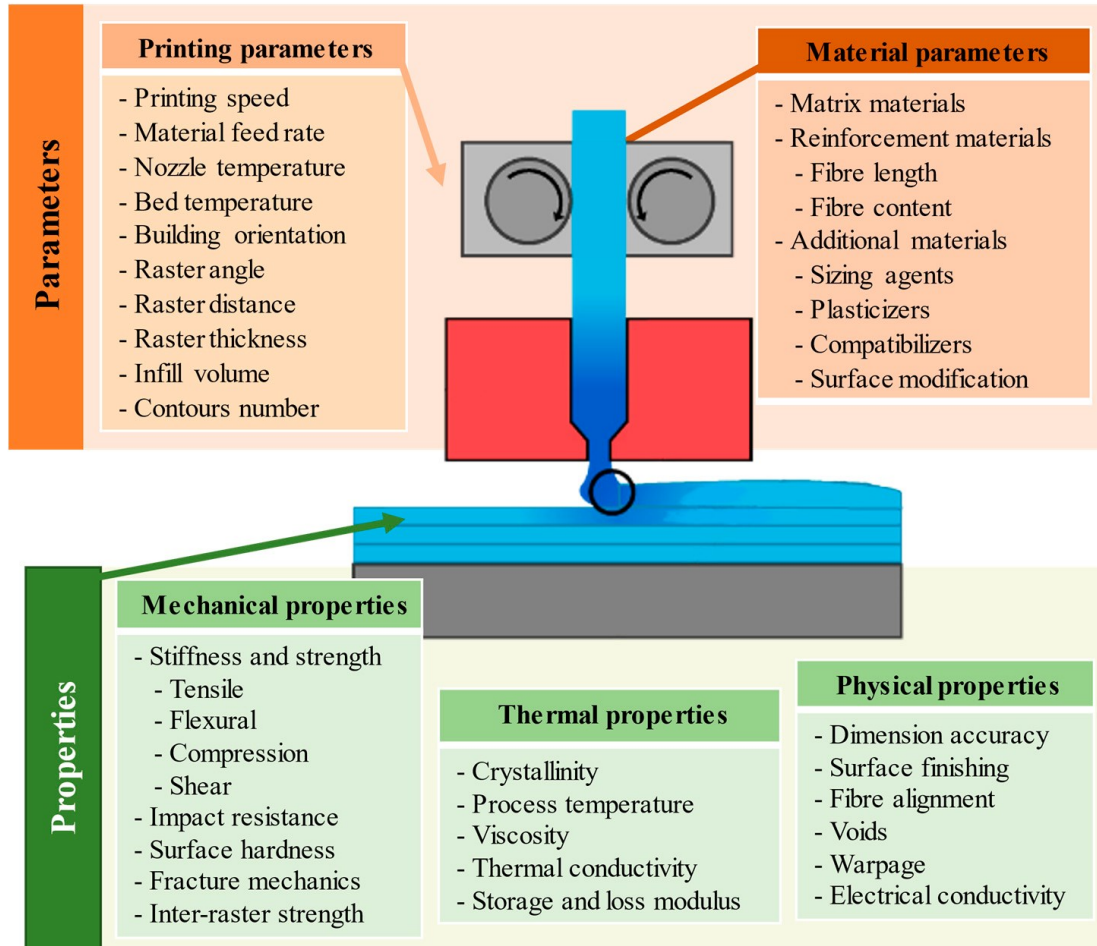 Parameters
Printing parameters
- Printing speed
- Material feed rate
- Nozzle temperature
- Bed temperature
- Building orientation
- Raster angle
- Raster distance
- Raster thickness
- Infill volume
- Contours number
Material parameters
- Matrix materials
- Reinforcement materials
- Fibre length
- Fibre content
- Additional materials
- Sizing agents
- Plasticizers
- Compatibilizers
- Surface modification
Properties
Mechanical properties
- Stiffness and strength
- Tensile
- Flexural
- Compression
- Shear
- Impact resistance
- Surface hardness
- Fracture mechanics
- Inter-raster strength
Thermal properties
- Crystallinity
- Process temperature
- Viscosity
- Thermal conductivity
- Storage and loss modulus
Physical properties
- Dimension accuracy
- Surface finishing
- Fibre alignment
- Voids
- Warpage
- Electrical conductivity